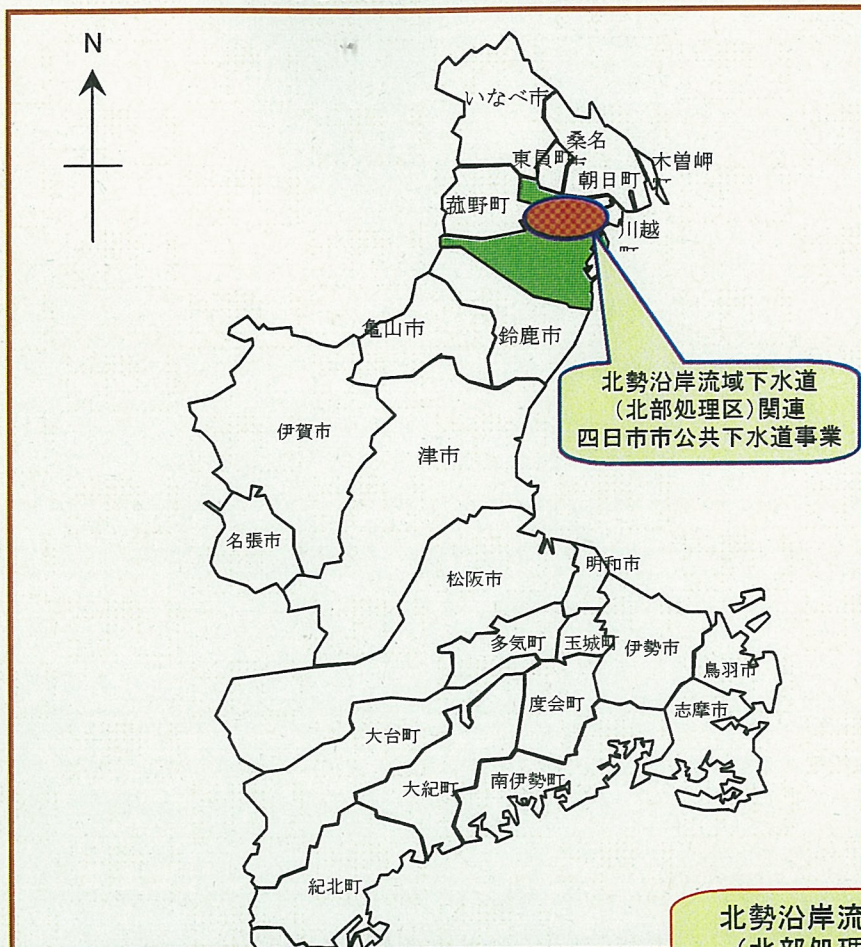 N
いなべ市
桑名
東員町
木曽岬
朝日町
菰野町
川越
亀山市
鈴鹿市
北勢沿岸流域下水道
(北部処理区)関連
四日市市公共下水道事業
伊賀市
津市
名張市
松阪市
明和市
多気町
玉城町
伊勢市
鳥羽市
度会町
志摩市
大台町
大紀町
南伊勢町
紀北町
北勢沿岸流
(北部処理